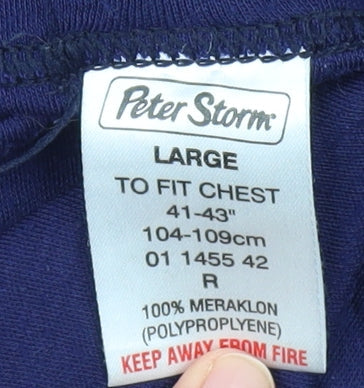 Peter Storm
LARGE
TO FIT CHEST
41-43"
104-109cm
01 1455 42
R
100% MERAKLON
(POLYPROPLYENE)
KEEP AWAY FROM FIRE